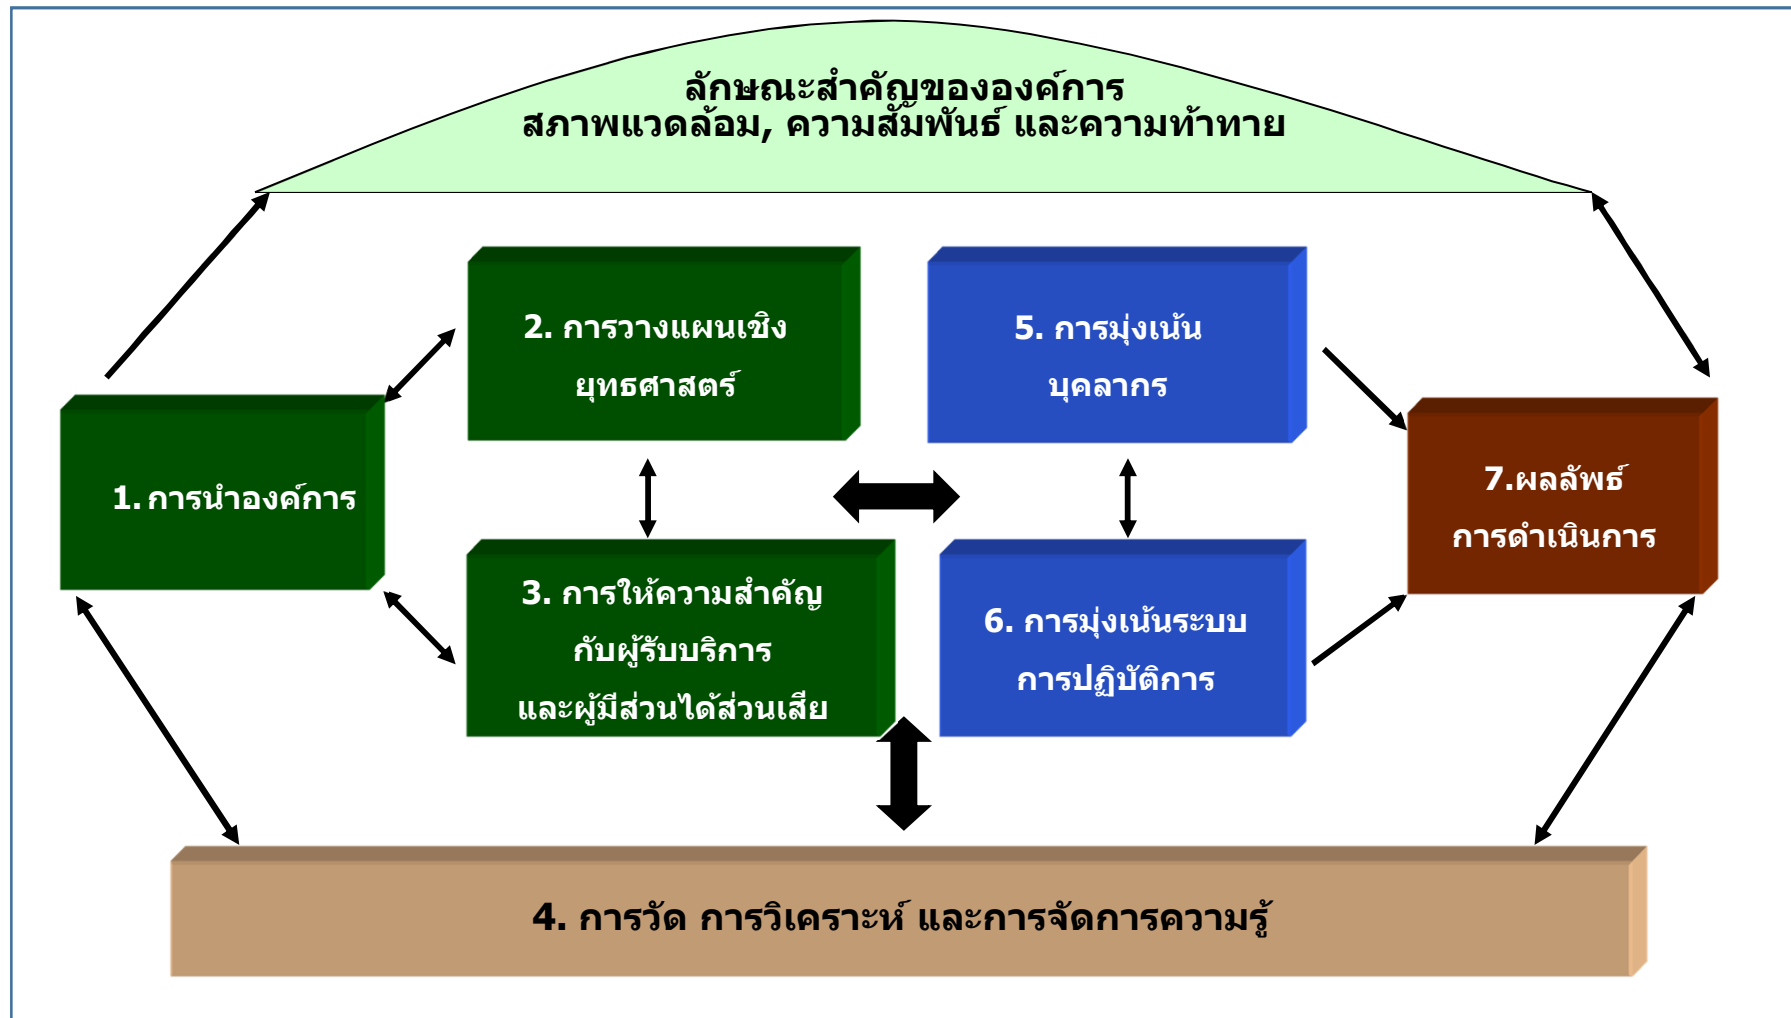 ลักษณะสำคัญขององค์การ
สภาพแวดล้อม, ความสัมพันธ์ และความท้าทาย
2. การวางแผนเชิง
ยุทธศาสตร์
5. การมุ่งเน้น
บุคลากร
1. การนำองค์การ
7.ผลลัพธ์
การดำเนินการ
3. การให้ความสำคัญ
กับผู้รับบริการ
และผู้มีส่วนได้ส่วนเสีย
6. การมุ่งเน้นระบบ
การปฏิบัติการ
4. การวัด การวิเคราะห์ และการจัดการความรู้